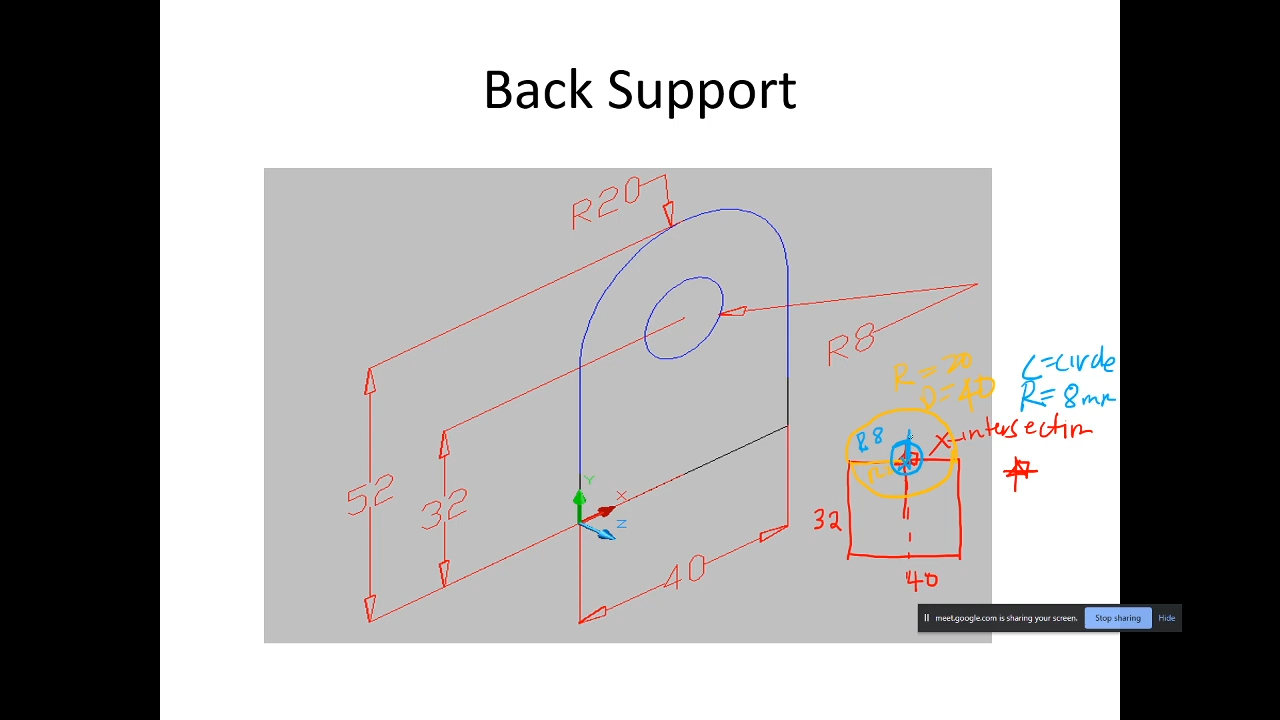 Back Support
R20
R8
52
32
Y
X
Z
40
R = 20
D = 40
C = circle
R = 8mm
R8
X-intersection
32
40
meet.google.com is sharing your screen. Stop sharing Hide